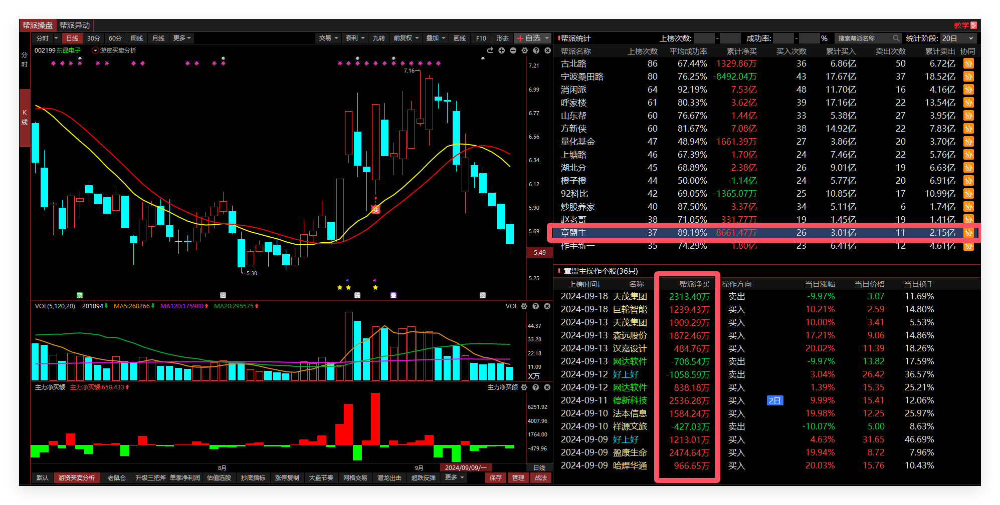 帮派操盘 帮派异动 教学
分时 日线 30分 60分 周线 月线 更多 交易 套利 九转 前复权 叠加 画线 F10 形态 +自选
002199 东晶电子 游资买卖分析
分时
K线
7.21
6.99
6.77
6.56
6.34
6.12
5.90
5.69
5.49
5.25
7.16
买
5.30
VOL(5,120,20) 201094 MA5:268266 MA120:175980 MA20:295575 VOL
44.37
33.28
22.18
11.09
X万
主力净买额 主力净买额:658.433 主力净买额
6251.92
4007.96
1764.00
-479.96
8月 9月 2024/09/09/一 日线
默认 游资买卖分析 老鼠仓 升级三把斧 单季净利润 估值选股 抄底指标 涨停复制 大盘节奏 网格交易 潜龙出击 超跌反弹 更多 保存 管理 战法
帮派统计 上榜次数: - 成功率: - % 搜索帮派名称 统计阶段: 20日
帮派名称 上榜次数 平均成功率 累计净买 买入次数 累计买入 卖出次数 累计卖出 协同
古北路 86 67.44% 1329.86万 36 6.86亿 50 6.72亿 协
宁波桑田路 80 76.25% -8492.04万 43 17.67亿 37 18.52亿 协
消闲派 64 92.19% 7.53亿 48 11.70亿 16 4.16亿 协
呼家楼 61 80.33% 3.62亿 39 17.16亿 22 13.54亿 协
山东帮 60 76.67% 1.44亿 33 5.38亿 27 3.95亿 协
方新侠 60 81.67% 7.08亿 38 14.92亿 22 7.83亿 协
量化基金 47 48.94% 1661.39万 27 3.86亿 20 3.70亿 协
上塘路 46 67.39% 1.70亿 24 7.46亿 22 5.76亿 协
湖北分 45 68.89% 2.38亿 26 9.01亿 19 6.63亿 协
橙子橙 44 50.00% -1.14亿 24 5.77亿 20 6.91亿 协
92科比 42 69.05% -1365.07万 25 10.85亿 17 10.99亿 协
炒股养家 40 87.50% 3.37亿 34 5.11亿 6 1.74亿 协
赵老哥 38 71.05% 331.77万 19 1.45亿 19 1.41亿 协
章盟主 37 89.19% 8661.47万 26 3.01亿 11 2.15亿 协
作手新一 35 74.29% 1.80亿 23 6.41亿 12 4.61亿 协
章盟主操作个股(36只)
上榜时间↓ 名称 帮派净买 操作方向 当日涨幅 当日价格 当日换手
2024-09-18 天茂集团 -2313.40万 卖出 -9.97% 3.07 11.69%
2024-09-18 巨轮智能 1239.43万 买入 10.21% 2.59 14.80%
2024-09-13 天茂集团 1909.29万 买入 10.00% 3.41 5.53%
2024-09-13 森远股份 1872.46万 买入 17.21% 9.06 14.86%
2024-09-13 汉嘉设计 484.76万 买入 20.02% 11.39 18.26%
2024-09-13 网达软件 -708.54万 卖出 -9.97% 13.82 17.59%
2024-09-12 好上好 -1058.59万 卖出 3.04% 26.42 36.57%
2024-09-12 网达软件 838.18万 买入 1.39% 15.35 25.21%
2024-09-11 德新科技 2536.28万 买入 2日 9.99% 15.41 12.06%
2024-09-10 法本信息 1584.24万 买入 19.98% 12.25 25.97%
2024-09-10 祥源文旅 -427.03万 卖出 -10.07% 5.00 8.63%
2024-09-09 好上好 1213.01万 买入 4.63% 31.65 46.69%
2024-09-09 盈康生命 2474.64万 买入 19.94% 8.72 7.96%
2024-09-09 哈焊华通 966.65万 买入 20.03% 15.76 10.43%